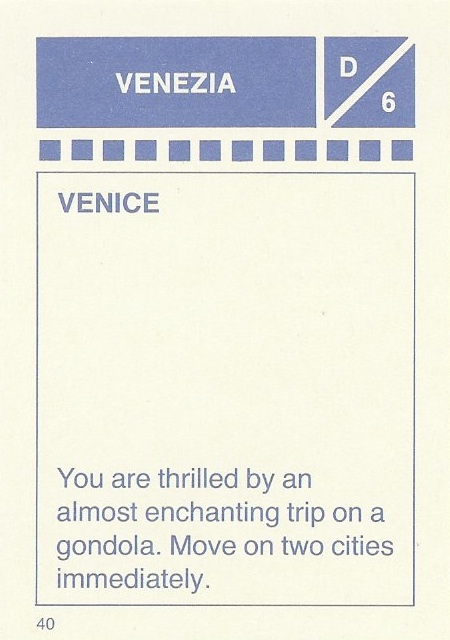 VENEZIA
D
6
VENICE
You are thrilled by an
almost enchanting trip on a
gondola. Move on two cities
immediately.
40